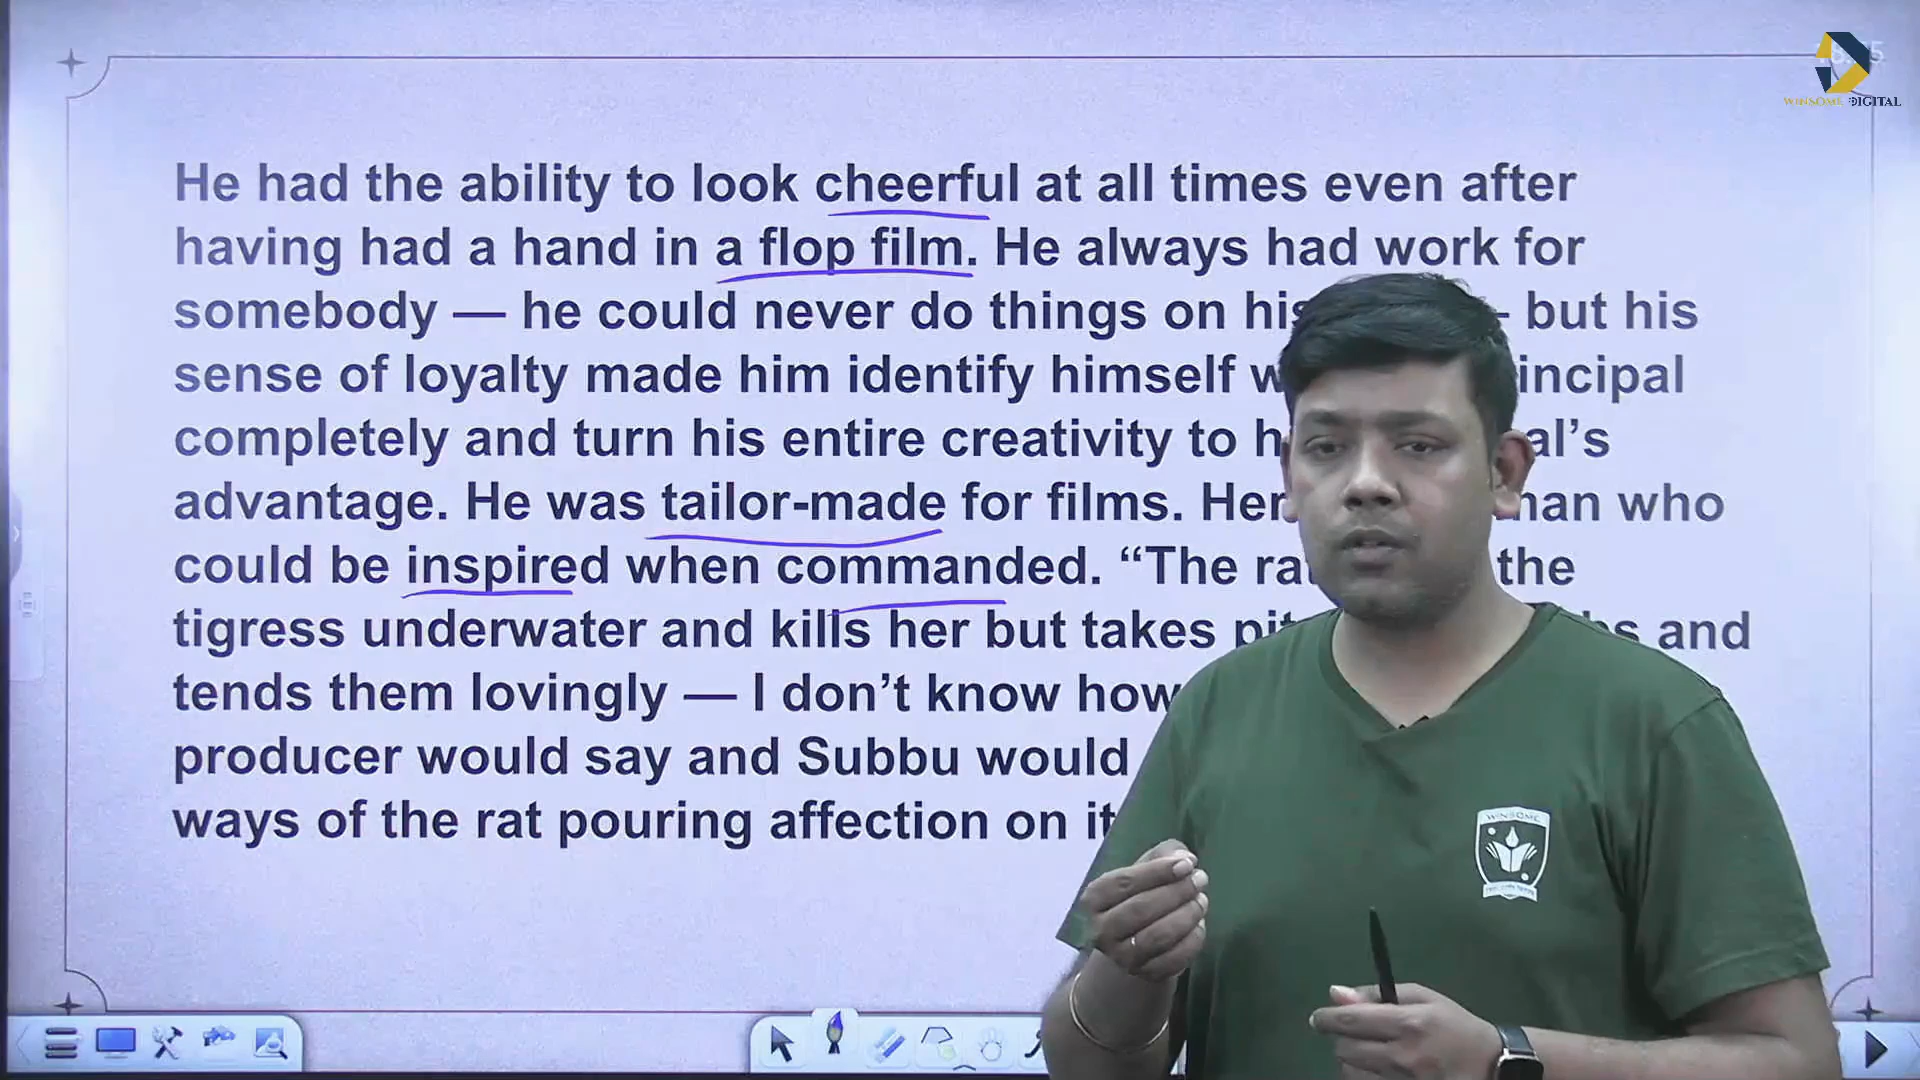 He had the ability to look cheerful at all times even after
having had a hand in a flop film. He always had work for
somebody — he could never do things on his - but his
sense of loyalty made him identify himself incipal
completely and turn his entire creativity to al’s
advantage. He was tailor-made for films. man who
could be inspired when commanded. “The the
tigress underwater and kills her but takes and
tends them lovingly — I don’t know how
producer would say and Subbu would
ways of the rat pouring affection on
WINSOME DIGITAL
WINSOME